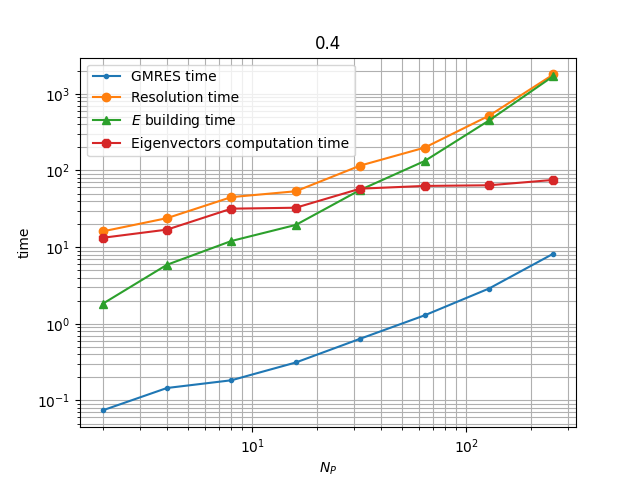 0.4
GMRES time
Resolution time
E building time
Eigenvectors computation time
time
10³
10²
10¹
10⁰
10⁻¹
10¹ 10²
N_P